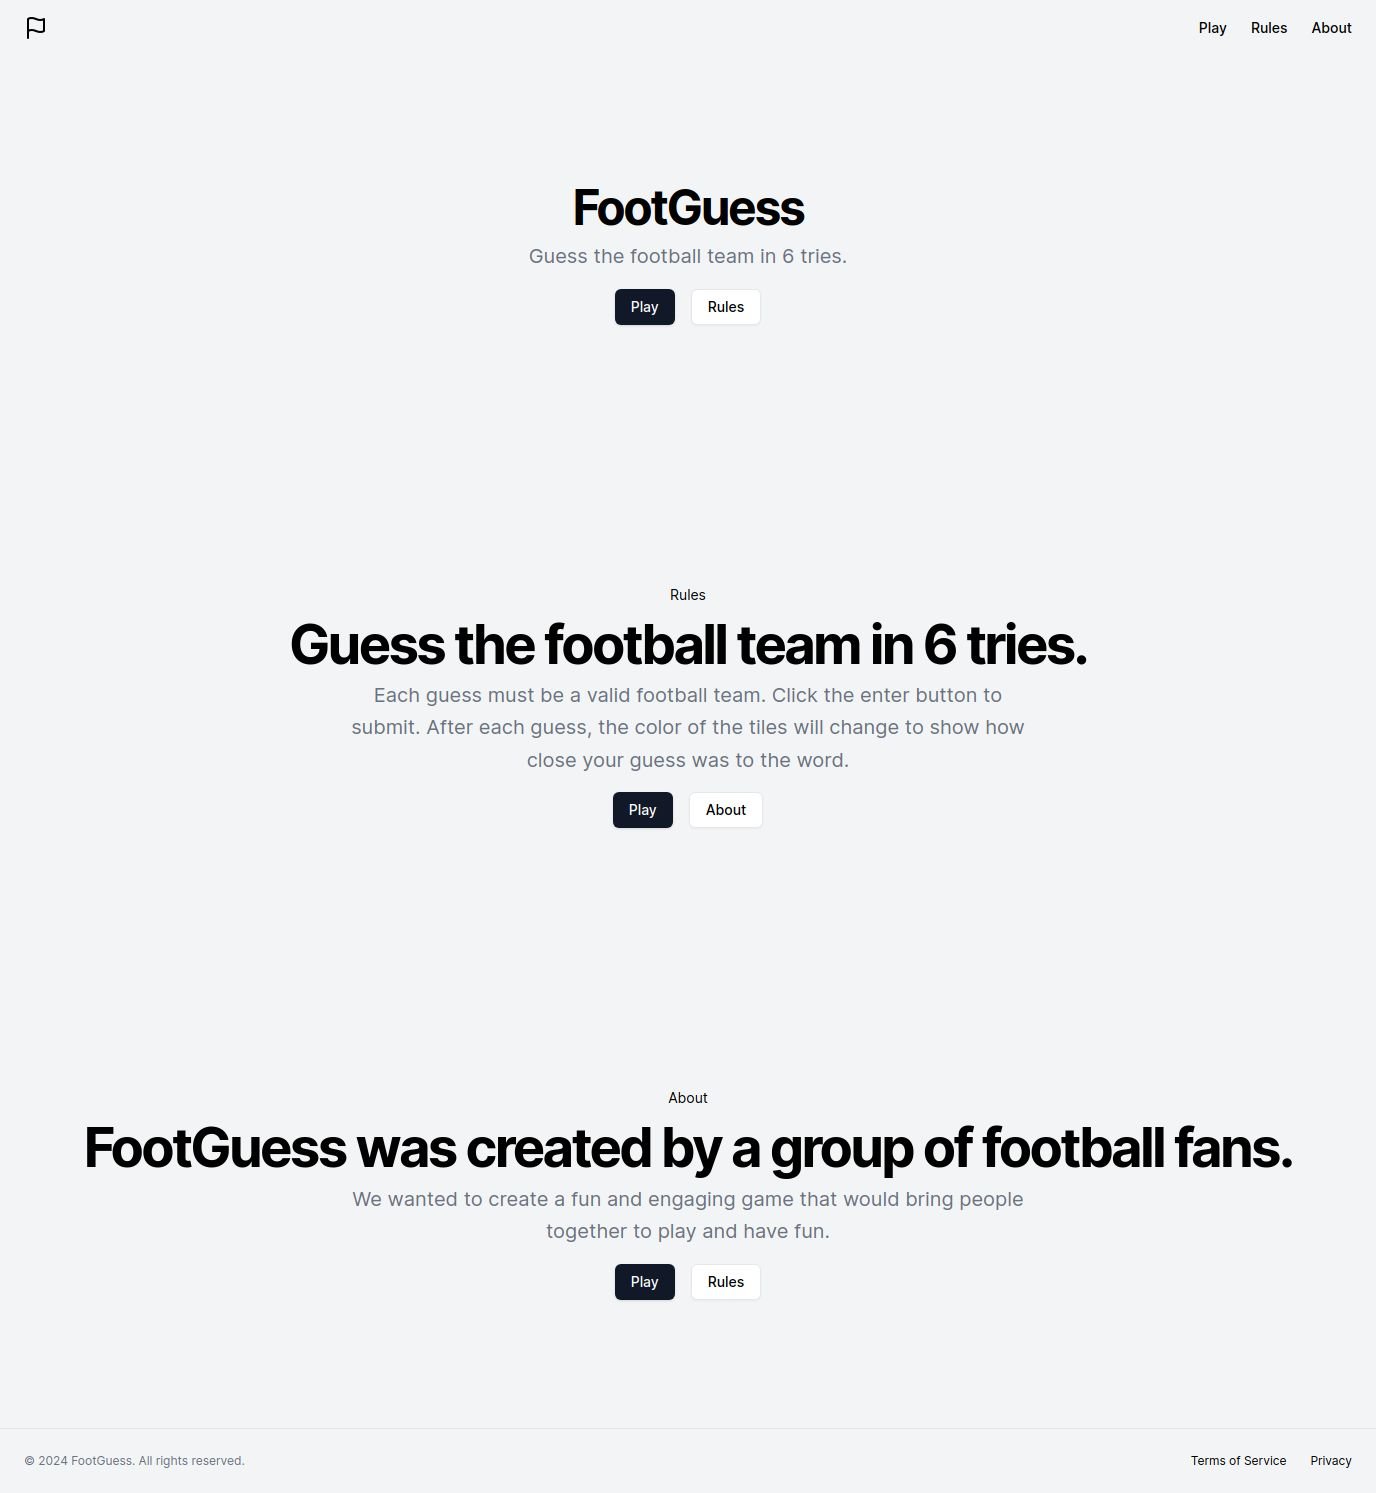 Play Rules About
FootGuess
Guess the football team in 6 tries.
Play Rules
Rules
Guess the football team in 6 tries.
Each guess must be a valid football team. Click the enter button to
submit. After each guess, the color of the tiles will change to show how
close your guess was to the word.
Play About
About
FootGuess was created by a group of football fans.
We wanted to create a fun and engaging game that would bring people
together to play and have fun.
Play Rules
© 2024 FootGuess. All rights reserved. Terms of Service Privacy